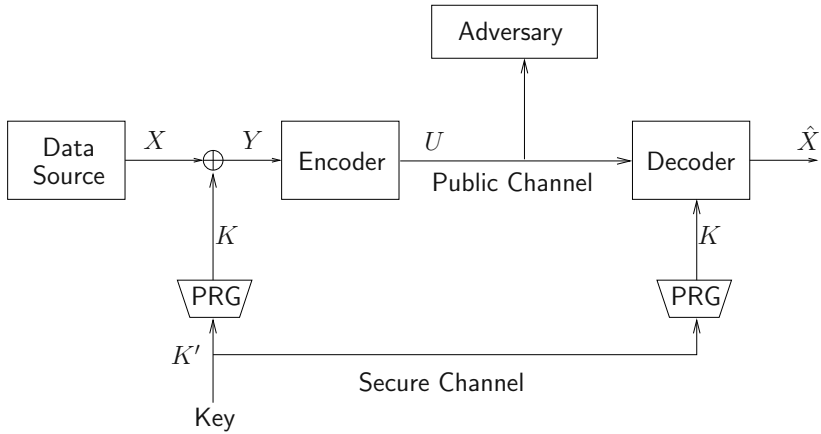 Adversary
Data
Source
X
Y
Encoder
U
Public Channel
Decoder
X̂
K
K
PRG
PRG
K′
Secure Channel
Key